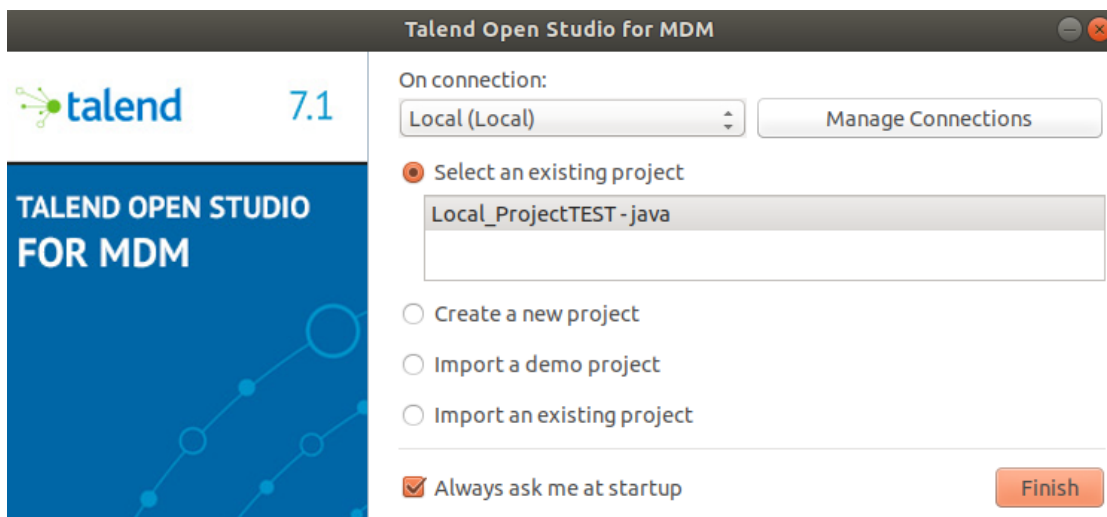 Talend Open Studio for MDM
talend 7.1
TALEND OPEN STUDIO
FOR MDM
On connection:
Local (Local)
Manage Connections
Select an existing project
Local_ProjectTEST - java
Create a new project
Import a demo project
Import an existing project
Always ask me at startup
Finish